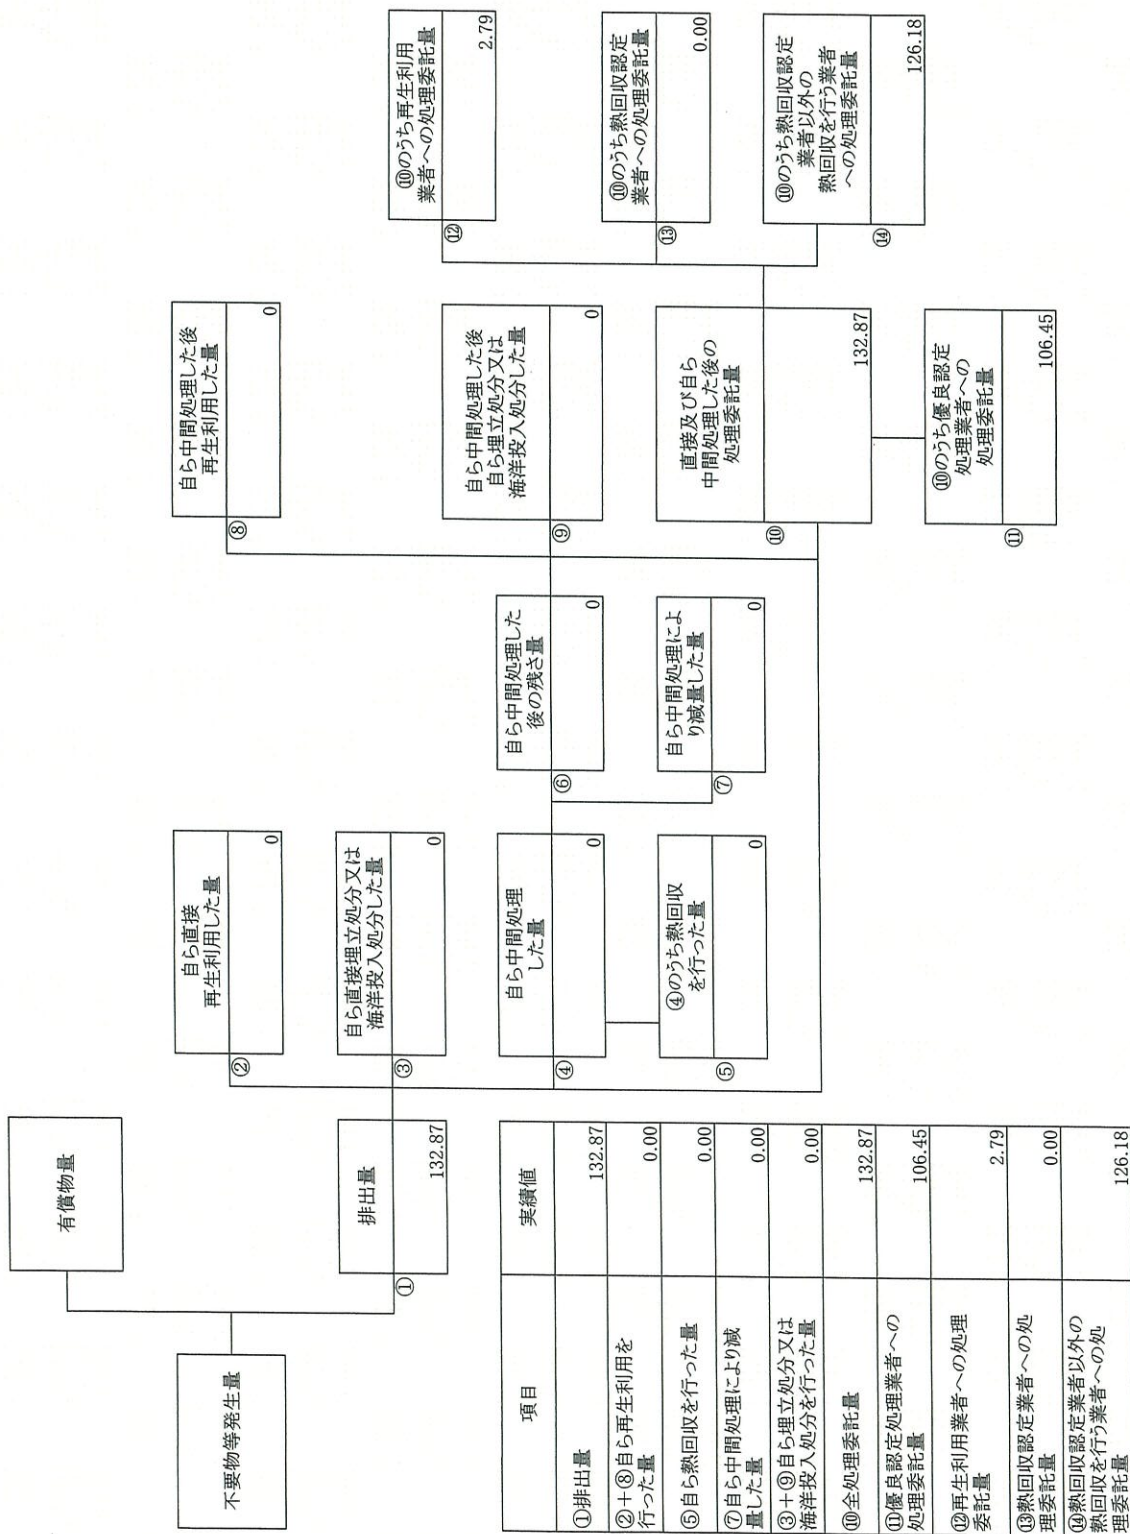 不要物等発生量
有償物量
排出量
①
132.87
自ら直接
再生利用した量
②
0
自ら直接埋立処分又は
海洋投入処分した量
③
0
自ら中間処理
した量
④
0
④のうち熱回収
を行った量
⑤
0
自ら中間処理した
後の残さ量
⑥
0
自ら中間処理によ
り減量した量
⑦
0
自ら中間処理した後
再生利用した量
⑧
0
自ら中間処理した後
自ら埋立処分又は
海洋投入処分した量
⑨
0
直接及び自ら
中間処理した後の
処理委託量
⑩
132.87
⑩のうち優良認定
処理業者への
処理委託量
⑪
106.45
⑩のうち再生利用
業者への処理委託量
⑫
2.79
⑩のうち熱回収認定
業者への処理委託量
⑬
0.00
⑩のうち熱回収認定
業者以外の
熱回収を行う業者
への処理委託量
⑭
126.18
項目
実績値
①排出量
132.87
②+⑧自ら再生利用を
行った量
0.00
⑤自ら熱回収を行った量
0.00
⑦自ら中間処理により減
量した量
0.00
③+⑨自ら埋立処分又は
海洋投入処分を行った量
0.00
⑩全処理委託量
132.87
⑪優良認定処理業者への
処理委託量
106.45
⑫再生利用業者への処理
委託量
2.79
⑬熱回収認定業者への処
理委託量
0.00
⑭熱回収認定業者以外の
熱回収を行う業者への処
理委託量
126.18